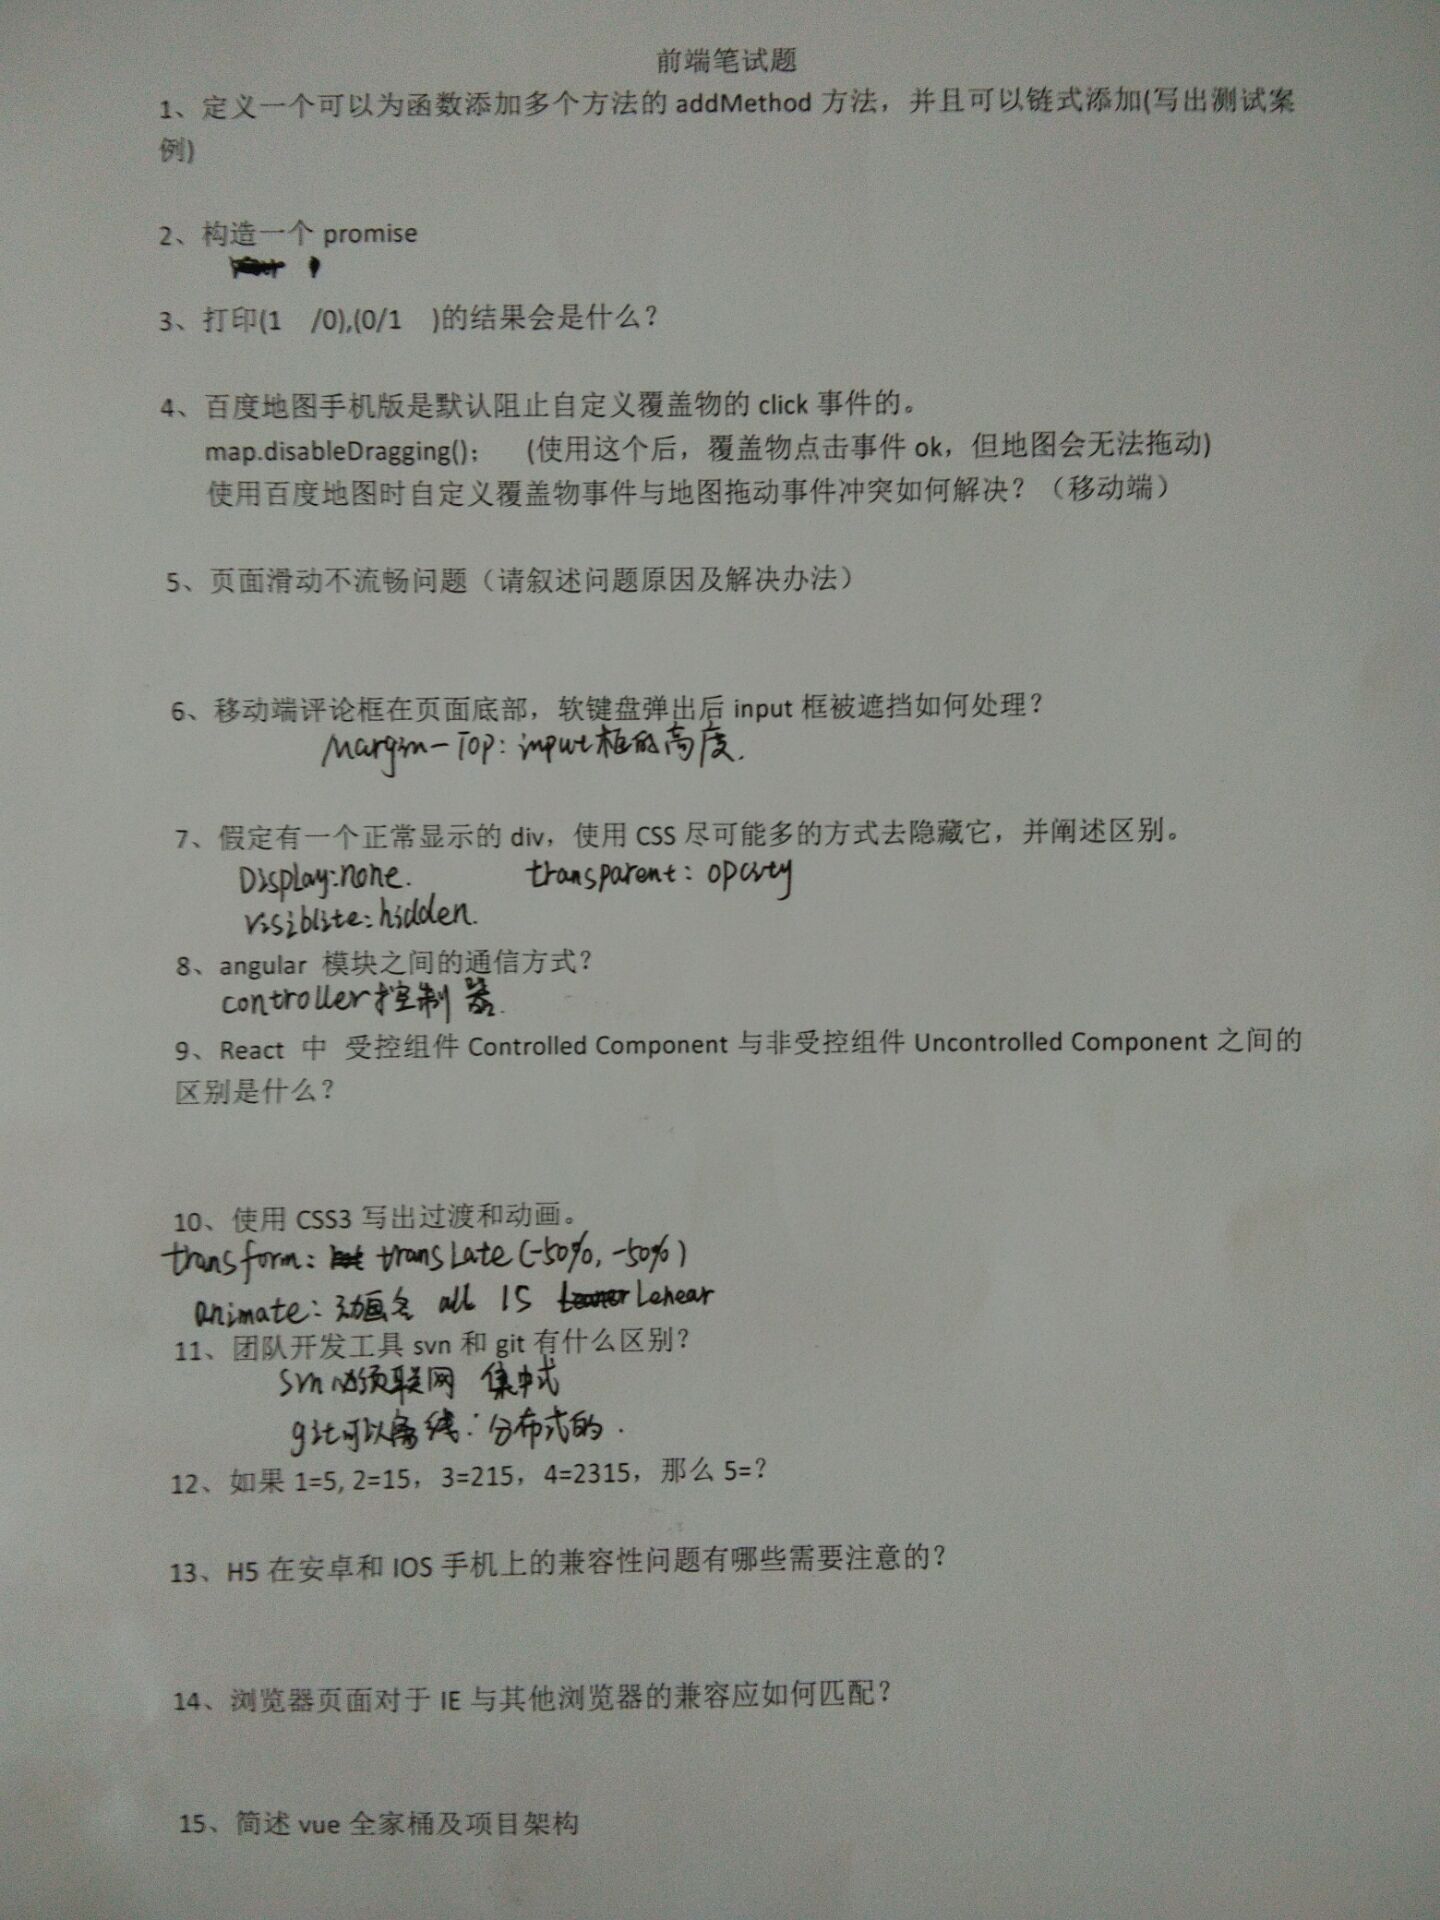 前端笔试题
1、定义一个可以为函数添加多个方法的 addMethod 方法，并且可以链式添加(写出测试案
例)
2、构造一个 promise
3、打印(1    /0),(0/1    )的结果会是什么？
4、百度地图手机版是默认阻止自定义覆盖物的 click 事件的。
map.disableDragging();    (使用这个后，覆盖物点击事件 ok，但地图会无法拖动)
使用百度地图时自定义覆盖物事件与地图拖动事件冲突如何解决？（移动端）
5、页面滑动不流畅问题（请叙述问题原因及解决办法）
6、移动端评论框在页面底部，软键盘弹出后 input 框被遮挡如何处理？
Margin-Top: input框的高度.
7、假定有一个正常显示的 div，使用 CSS 尽可能多的方式去隐藏它，并阐述区别。
Display:none.    transparent: opcity
visiblite:hidden.
8、angular 模块之间的通信方式？
controller控制器.
9、React 中 受控组件 Controlled Component 与非受控组件 Uncontrolled Component 之间的
区别是什么？
10、使用 CSS3 写出过渡和动画。
transform: translate(-50%, -50%)
animate: 动画名 all 1S Lenear
11、团队开发工具 svn 和 git 有什么区别？
Svn必须联网 集中式
git可以离线: 分布式的.
12、如果 1=5, 2=15，3=215，4=2315，那么 5=？
13、H5 在安卓和 IOS 手机上的兼容性问题有哪些需要注意的？
14、浏览器页面对于 IE 与其他浏览器的兼容应如何匹配？
15、简述 vue 全家桶及项目架构